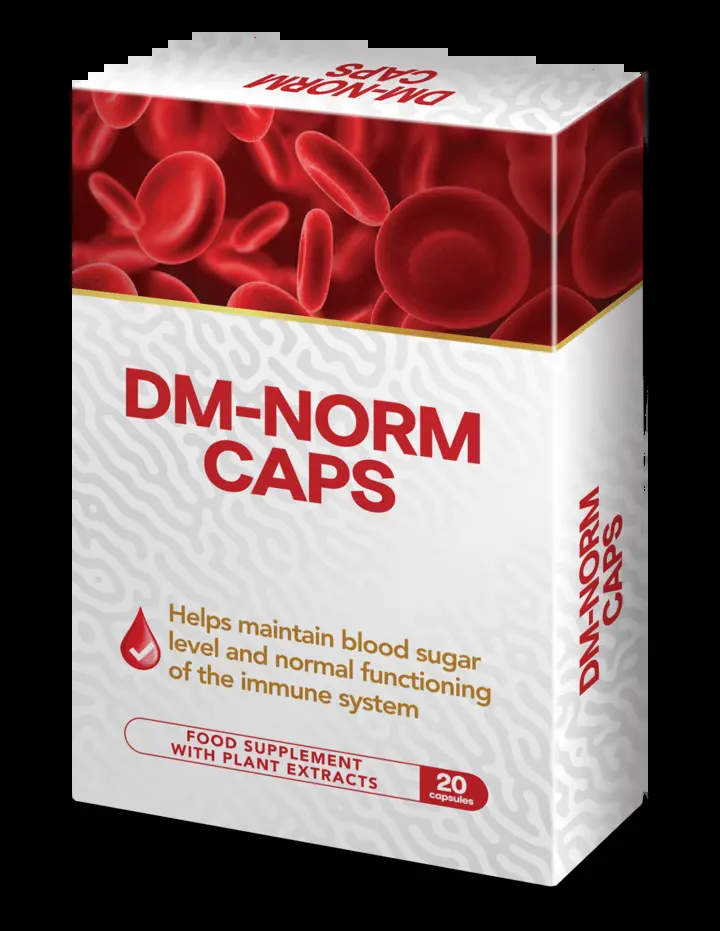 DM-NORM
CAPS
DM-NORM
CAPS
Helps maintain blood sugar
level and normal functioning
of the immune system
FOOD SUPPLEMENT
WITH PLANT EXTRACTS
20
capsules
DM-NORM
CAPS